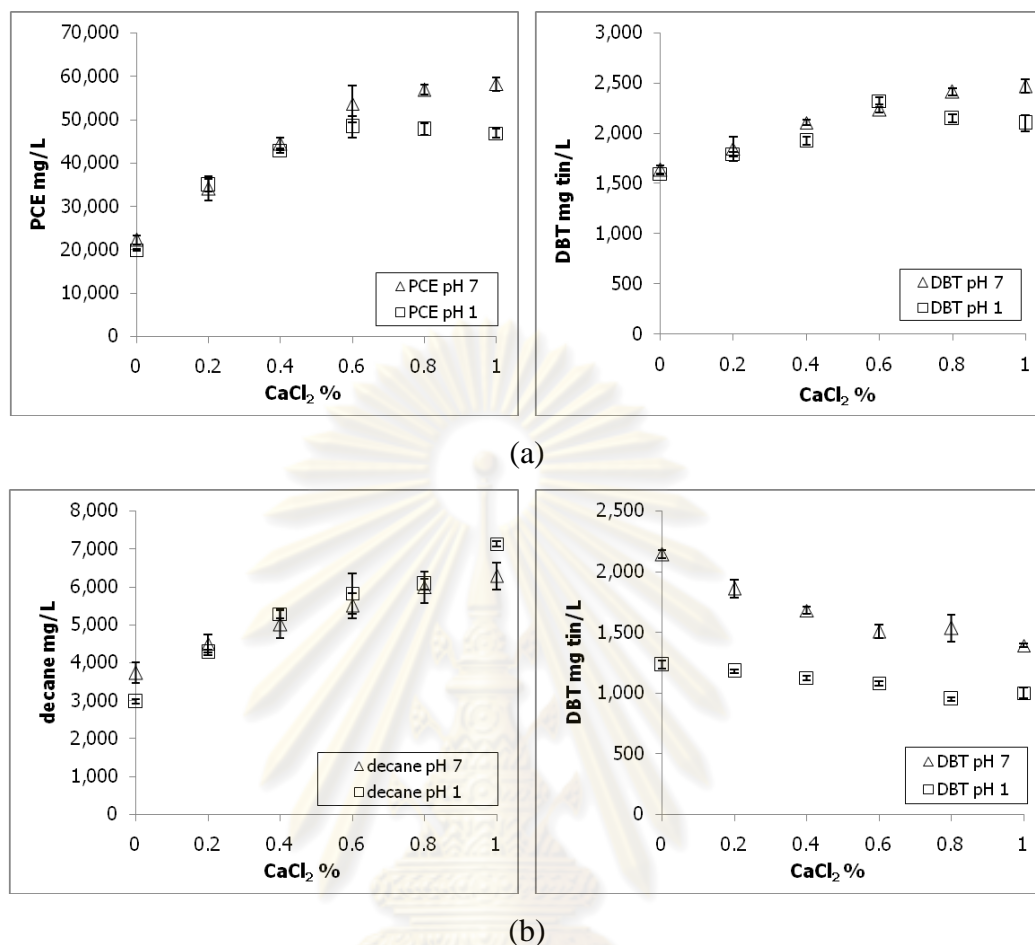 70,000
60,000
50,000
40,000
30,000
20,000
10,000
0
PCE mg/L
0 0.2 0.4 0.6 0.8 1
CaCl₂ %
PCE pH 7
PCE pH 1
3,000
2,500
2,000
1,500
1,000
500
0
DBT mg tin/L
0 0.2 0.4 0.6 0.8 1
CaCl₂ %
DBT pH 7
DBT pH 1
(a)
8,000
7,000
6,000
5,000
4,000
3,000
2,000
1,000
0
decane mg/L
0 0.2 0.4 0.6 0.8 1
CaCl₂ %
decane pH 7
decane pH 1
2,500
2,000
1,500
1,000
500
0
DBT mg tin/L
0 0.2 0.4 0.6 0.8 1
CaCl₂ %
DBT pH 7
DBT pH 1
(b)